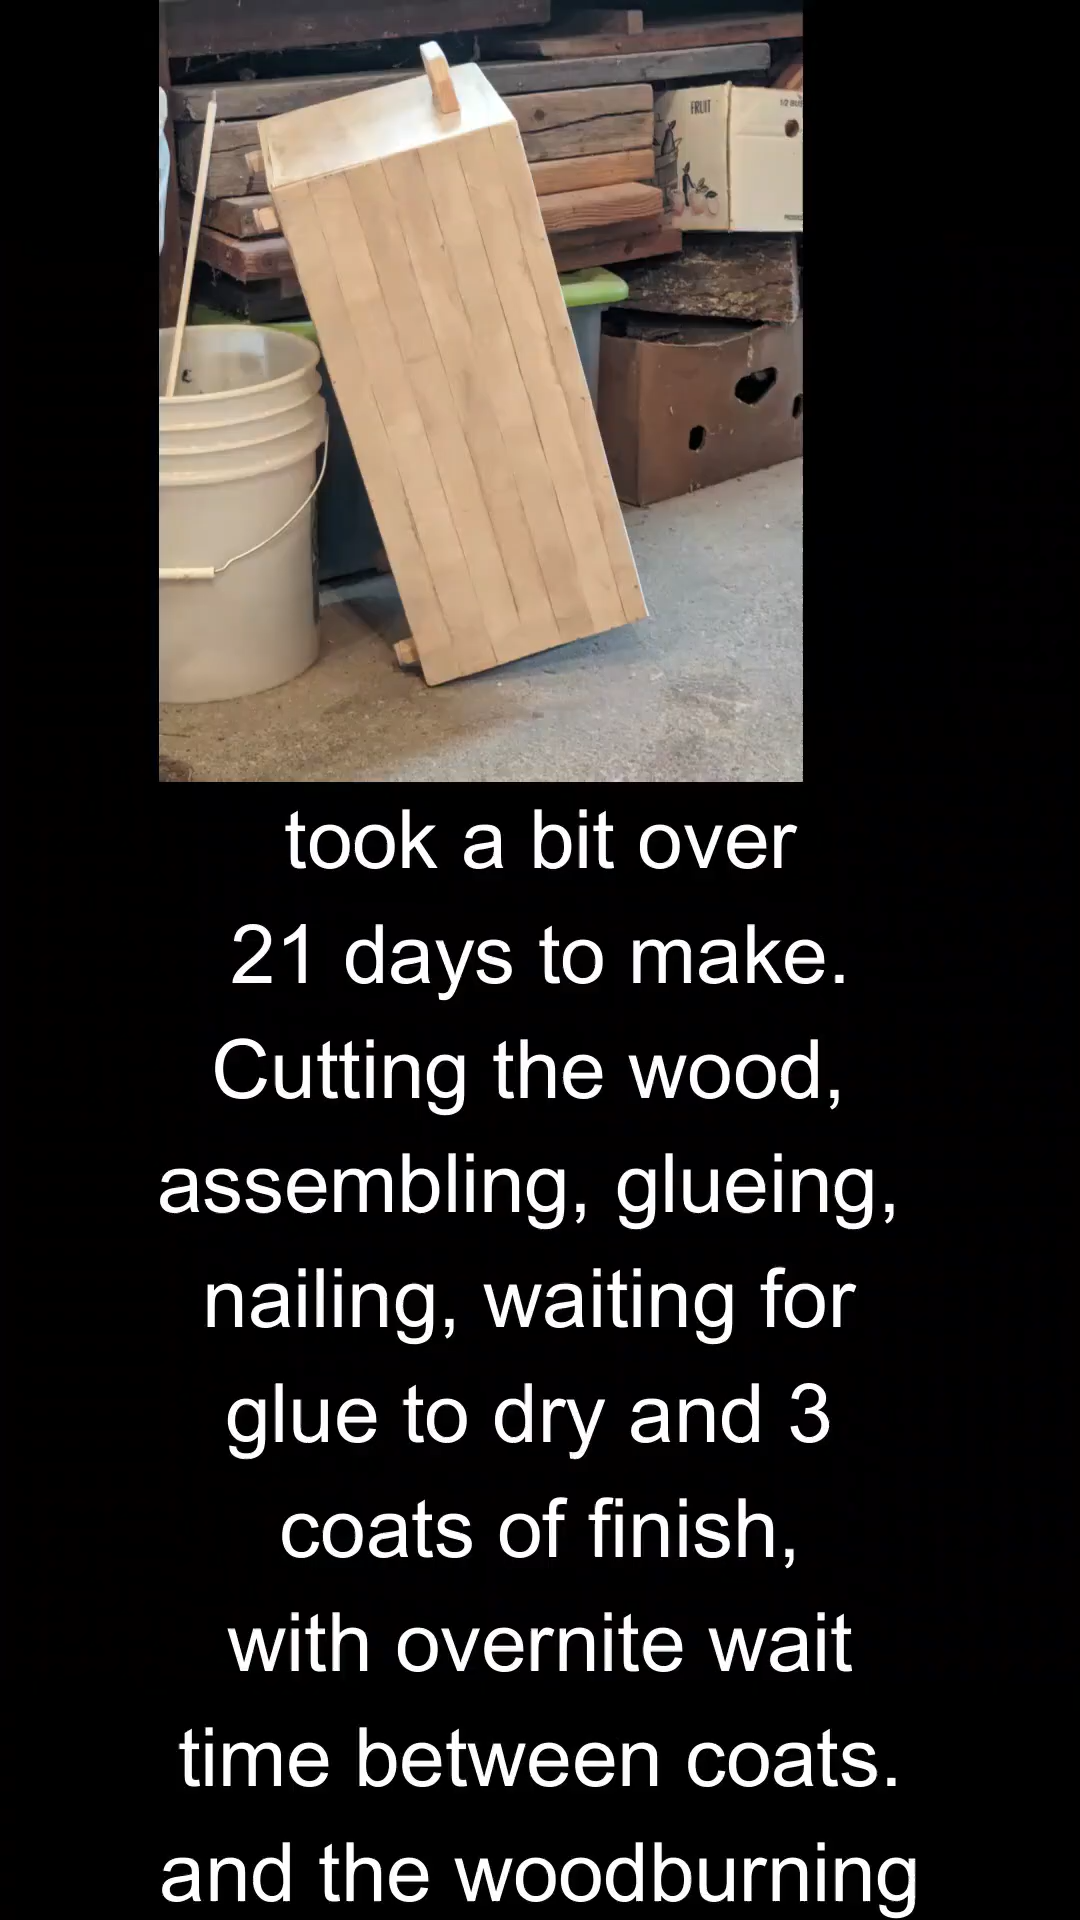 FRUIT
took a bit over
21 days to make.
Cutting the wood,
assembling, glueing,
nailing, waiting for
glue to dry and 3
coats of finish,
with overnite wait
time between coats.
and the woodburning